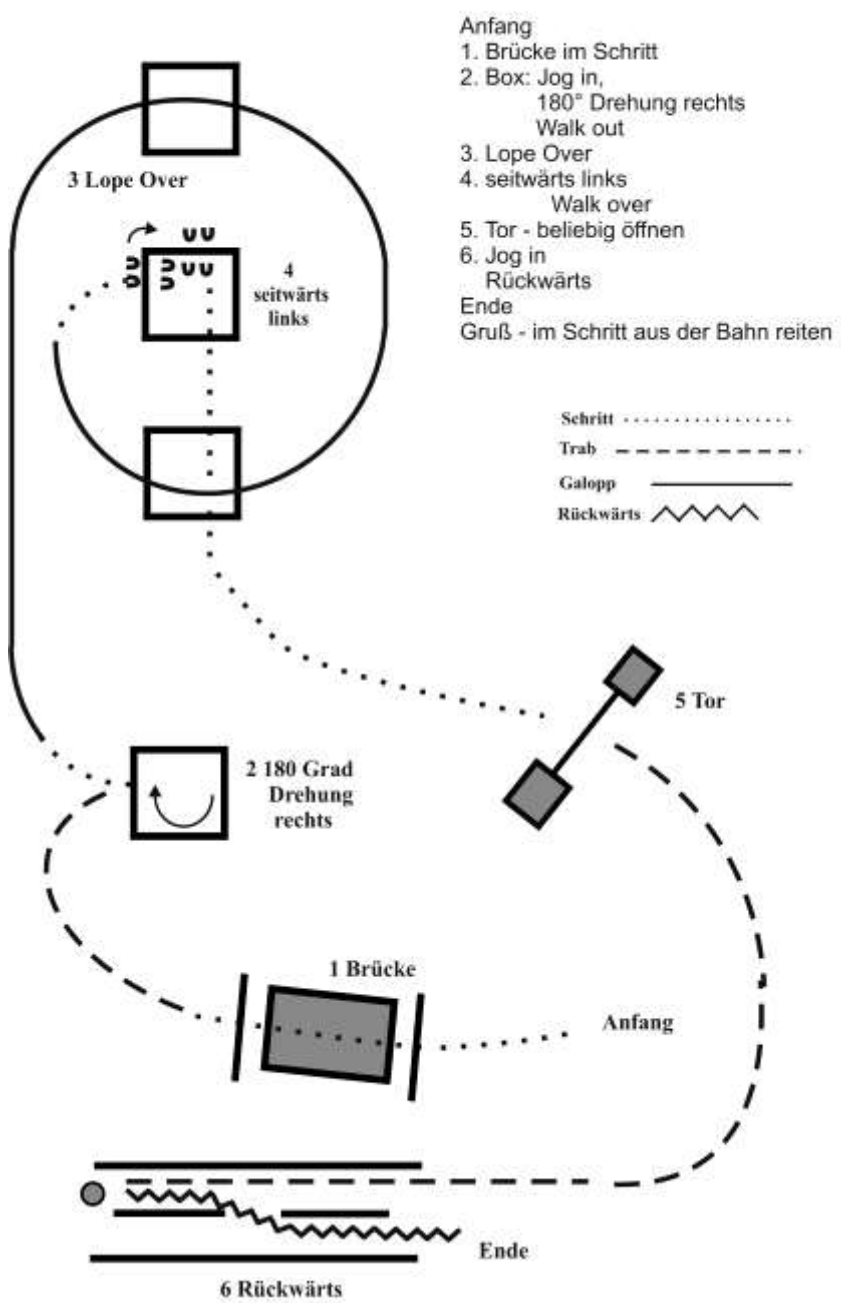 Anfang
1. Brücke im Schritt
2. Box: Jog in,
180° Drehung rechts
Walk out
3. Lope Over
4. seitwärts links
Walk over
5. Tor - beliebig öffnen
6. Jog in
Rückwärts
Ende
Gruß - im Schritt aus der Bahn reiten
3 Lope Over
4
seitwärts
links
Schritt
Trab
Galopp
Rückwärts
5 Tor
2 180 Grad
Drehung
rechts
1 Brücke
Anfang
Ende
6 Rückwärts